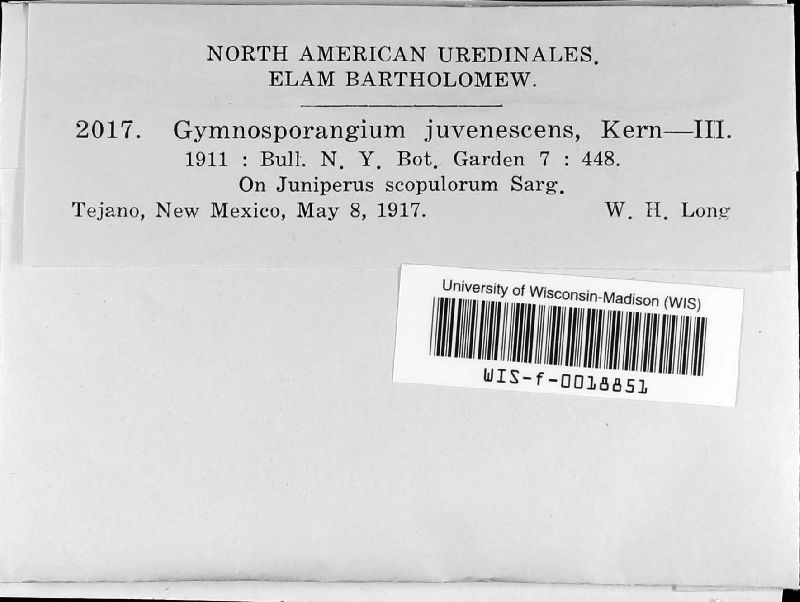 NORTH AMERICAN UREDINALES.
ELAM BARTHOLOMEW.
2017. Gymnosporangium juvenescens, Kern—III.
1911 : Bull. N. Y. Bot. Garden 7 : 448.
On Juniperus scopulorum Sarg.
Tejano, New Mexico, May 8, 1917. W. H. Long
University of Wisconsin-Madison (WIS)
WIS-f-0018851